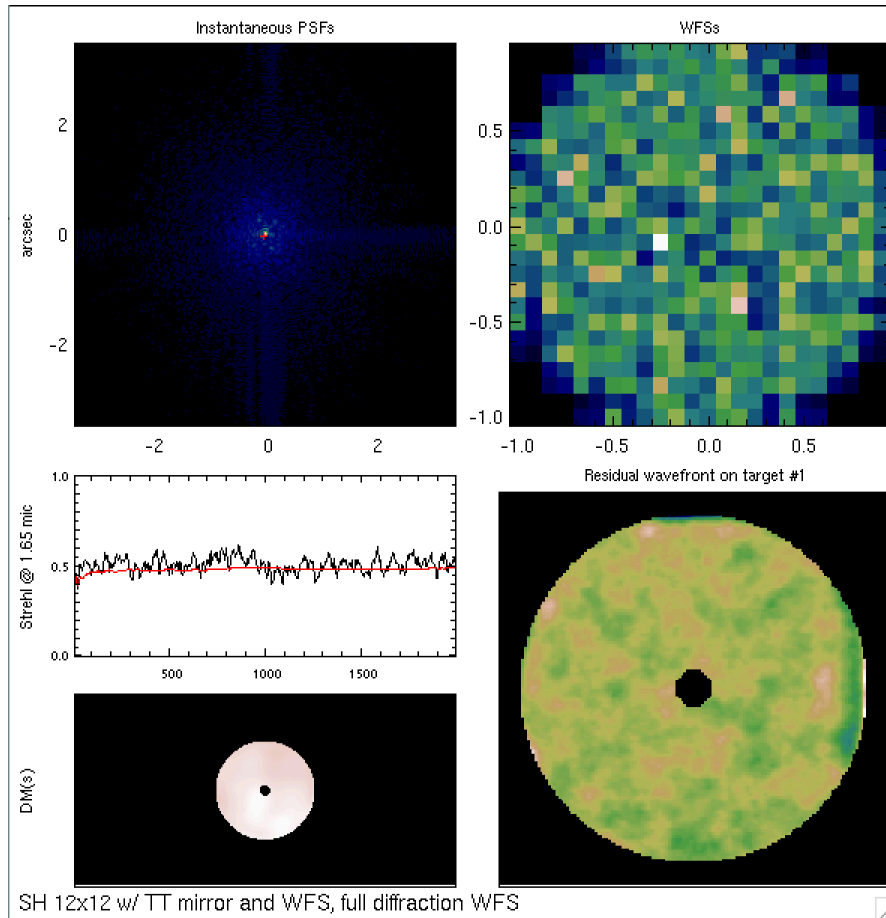 Instantaneous PSFs
WFSs
arcsec
2
0
-2
-2
0
2
0.5
0.0
-0.5
-1.0
-1.0
-0.5
0.0
0.5
Strehl @ 1.65 mic
1.0
0.5
0.0
500
1000
1500
Residual wavefront on target #1
DM(s)
SH 12x12 w/ TT mirror and WFS, full diffraction WFS